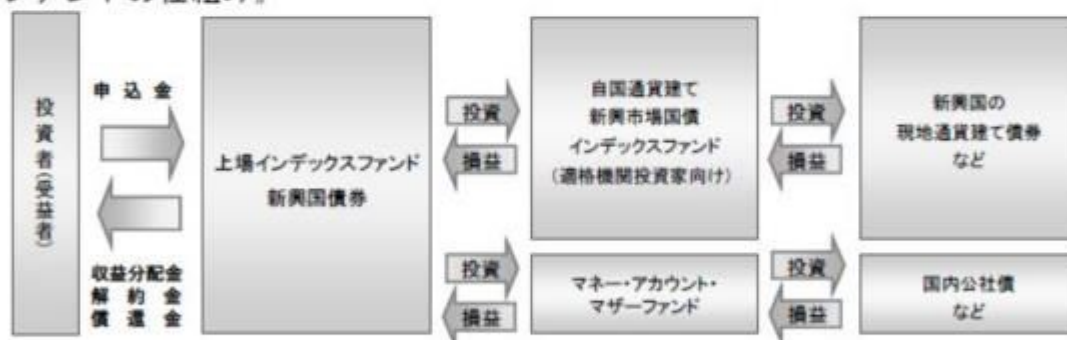 投資者(受益者)
申込金
収益分配金
解約金
償還金
上場インデックスファンド
新興国債券
投資
損益
投資
損益
自国通貨建て
新興市場国債
インデックスファンド
(適格機関投資家向け)
マネー・アカウント・
マザーファンド
投資
損益
投資
損益
新興国の
現地通貨建て債券
など
国内公社債
など